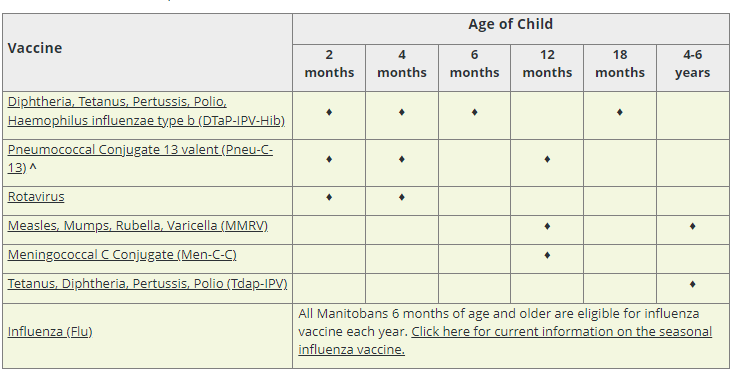 Vaccine
Age of Child
2 months
4 months
6 months
12 months
18 months
4-6 years
Diphtheria, Tetanus, Pertussis, Polio,
Haemophilus influenzae type b (DTaP-IPV-Hib)
♦ ♦ ♦ ♦
Pneumococcal Conjugate 13 valent (Pneu-C-
13) ^
♦ ♦ ♦
Rotavirus
♦ ♦
Measles, Mumps, Rubella, Varicella (MMRV)
♦ ♦
Meningococcal C Conjugate (Men-C-C)
♦
Tetanus, Diphtheria, Pertussis, Polio (Tdap-IPV)
♦
Influenza (Flu)
All Manitobans 6 months of age and older are eligible for influenza
vaccine each year. Click here for current information on the seasonal
influenza vaccine.